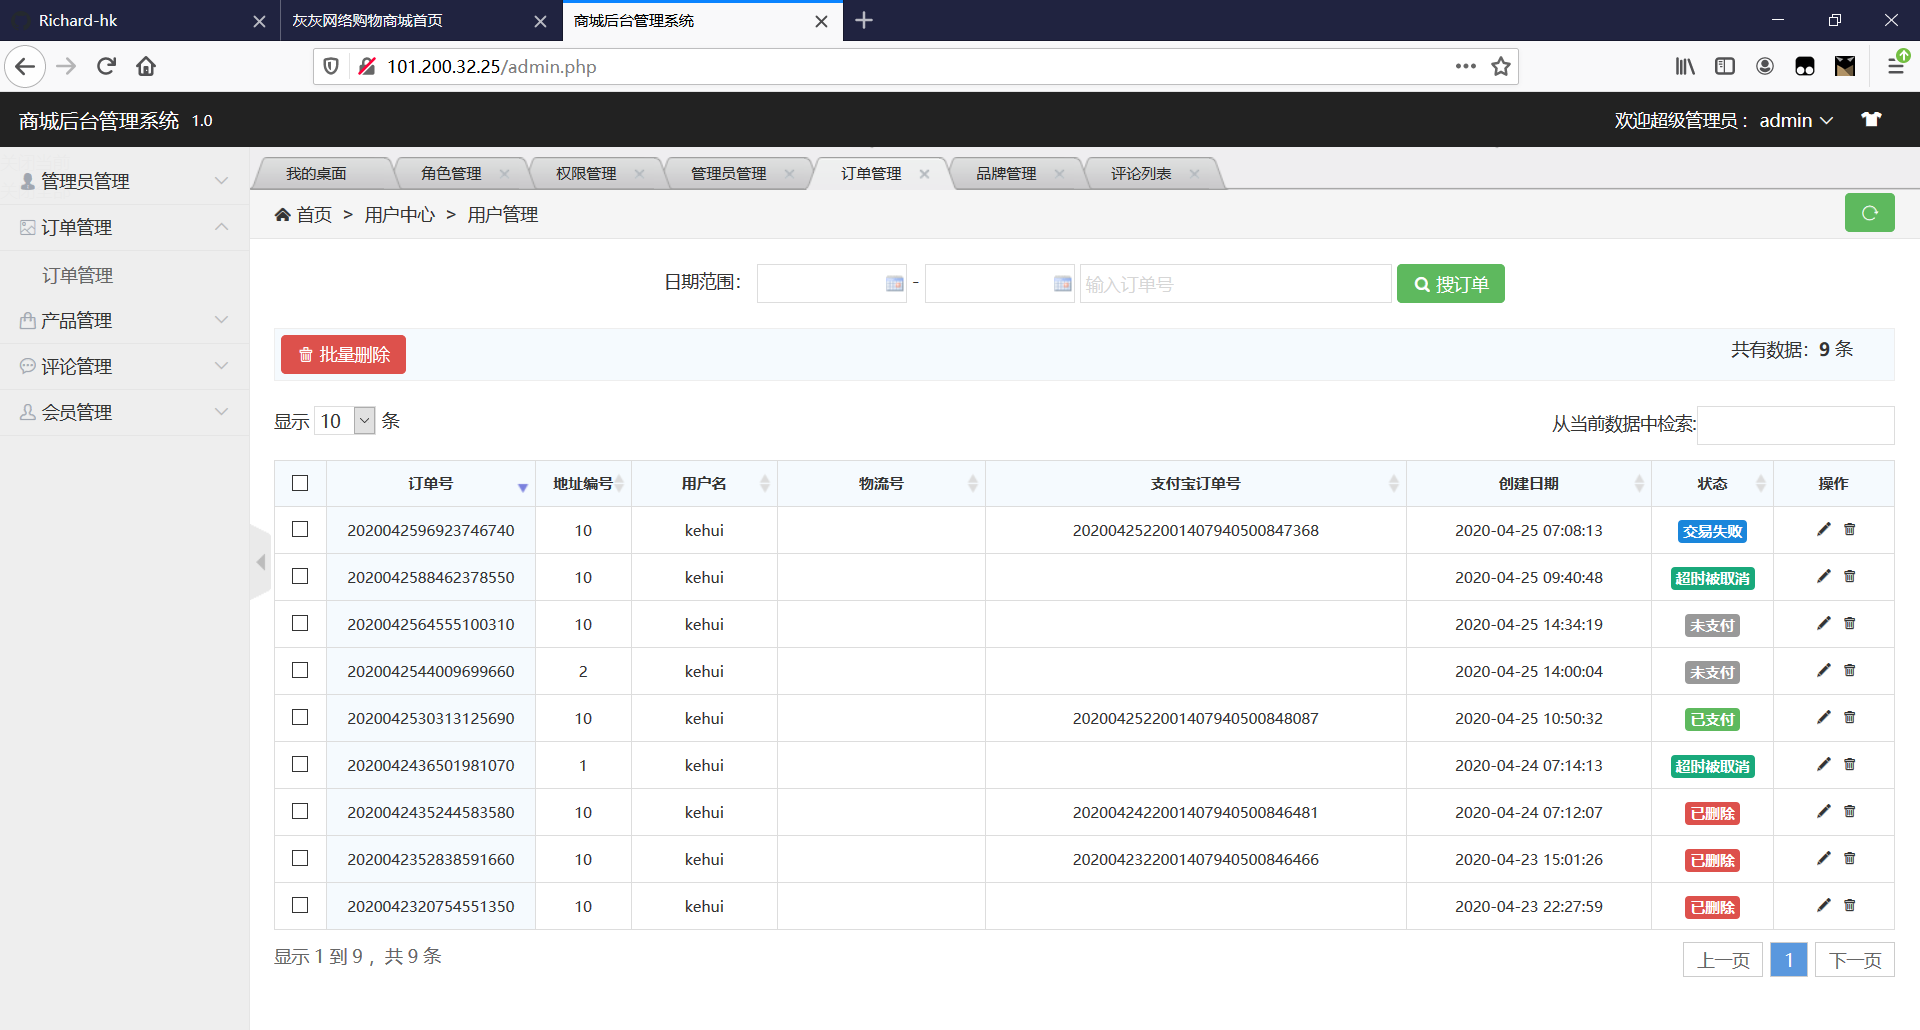 Richard-hk
灰灰网络购物商城首页
商城后台管理系统
101.200.32.25/admin.php
商城后台管理系统 1.0
欢迎超级管理员： admin
管理员管理
订单管理
订单管理
产品管理
评论管理
会员管理
我的桌面 角色管理 权限管理 管理员管理 订单管理 品牌管理 评论列表
首页 > 用户中心 > 用户管理
日期范围： - 输入订单号 搜订单
批量删除 共有数据：9 条
显示 10 条 从当前数据中检索:
订单号 地址编号 用户名 物流号 支付宝订单号 创建日期 状态 操作
2020042596923746740 10 kehui 2020042522001407940500847368 2020-04-25 07:08:13 交易失败
2020042588462378550 10 kehui 2020-04-25 09:40:48 超时被取消
2020042564555100310 10 kehui 2020-04-25 14:34:19 未支付
2020042544009699660 2 kehui 2020-04-25 14:00:04 未支付
2020042530313125690 10 kehui 2020042522001407940500848087 2020-04-25 10:50:32 已支付
2020042436501981070 1 kehui 2020-04-24 07:14:13 超时被取消
2020042435244583580 10 kehui 2020042422001407940500846481 2020-04-24 07:12:07 已删除
2020042352838591660 10 kehui 2020042322001407940500846466 2020-04-23 15:01:26 已删除
2020042320754551350 10 kehui 2020-04-23 22:27:59 已删除
显示 1 到 9 ，共 9 条
上一页 1 下一页